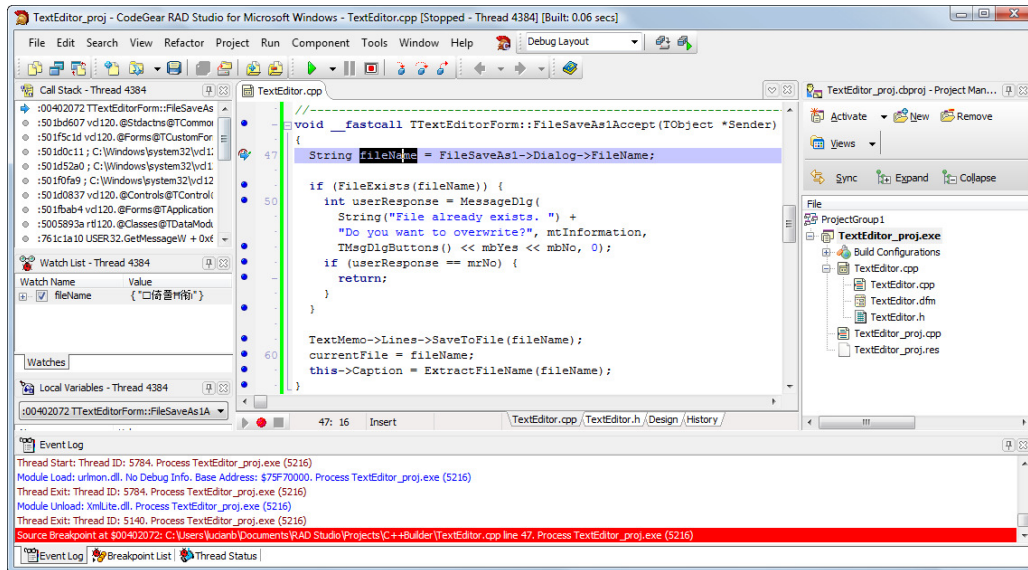 TextEditor_proj - CodeGear RAD Studio for Microsoft Windows - TextEditor.cpp [Stopped - Thread 4384] [Built: 0.06 secs]
File Edit Search View Refactor Project Run Component Tools Window Help Debug Layout
Call Stack - Thread 4384
:00402072 TTextEditorForm::FileSaveAs
:501bd607 vcl120.@Stdactns@TCommor
:501f5c1d vcl120.@Forms@TCustomFor
:501d0c11 ; C:\Windows\system32\vcl1
:501d52a0 ; C:\Windows\system32\vcl1
:501f0fa9 ; C:\Windows\system32\vcl12
:501d0837 vcl120.@Controls@TControl
:501fbab4 vcl120.@Forms@TApplication
:5005893a rtl120.@Classes@TDataModu
:761c1a10 USER32.GetMessageW + 0x6
Watch List - Thread 4384
Watch Name Value
fileName
Watches
Local Variables - Thread 4384
:00402072 TTextEditorForm::FileSaveAs1A
TextEditor.cpp
//------------------------------------------------------------
void __fastcall TTextEditorForm::FileSaveAs1Accept(TObject *Sender)
{
47 String fileName = FileSaveAs1->Dialog->FileName;
if (FileExists(fileName)) {
50 int userResponse = MessageDlg(
String("File already exists. ") +
"Do you want to overwrite?", mtInformation,
TMsgDlgButtons() << mbYes << mbNo, 0);
if (userResponse == mrNo) {
return;
}
}
TextMemo->Lines->SaveToFile(fileName);
60 currentFile = fileName;
this->Caption = ExtractFileName(fileName);
}
47: 16 Insert
TextEditor.cpp TextEditor.h Design History
TextEditor_proj.cbproj - Project Man...
Activate New Remove
Views
Sync Expand Collapse
File
ProjectGroup1
TextEditor_proj.exe
Build Configurations
TextEditor.cpp
TextEditor.cpp
TextEditor.dfm
TextEditor.h
TextEditor_proj.cpp
TextEditor_proj.res
Event Log
Thread Start: Thread ID: 5784. Process TextEditor_proj.exe (5216)
Module Load: urlmon.dll. No Debug Info. Base Address: $75F70000. Process TextEditor_proj.exe (5216)
Thread Exit: Thread ID: 5784. Process TextEditor_proj.exe (5216)
Module Unload: XmlLite.dll. Process TextEditor_proj.exe (5216)
Thread Exit: Thread ID: 5140. Process TextEditor_proj.exe (5216)
Source Breakpoint at $00402072: C:\Users\lucianb\Documents\RAD Studio\Projects\C++Builder\TextEditor.cpp line 47. Process TextEditor_proj.exe (5216)
Event Log Breakpoint List Thread Status